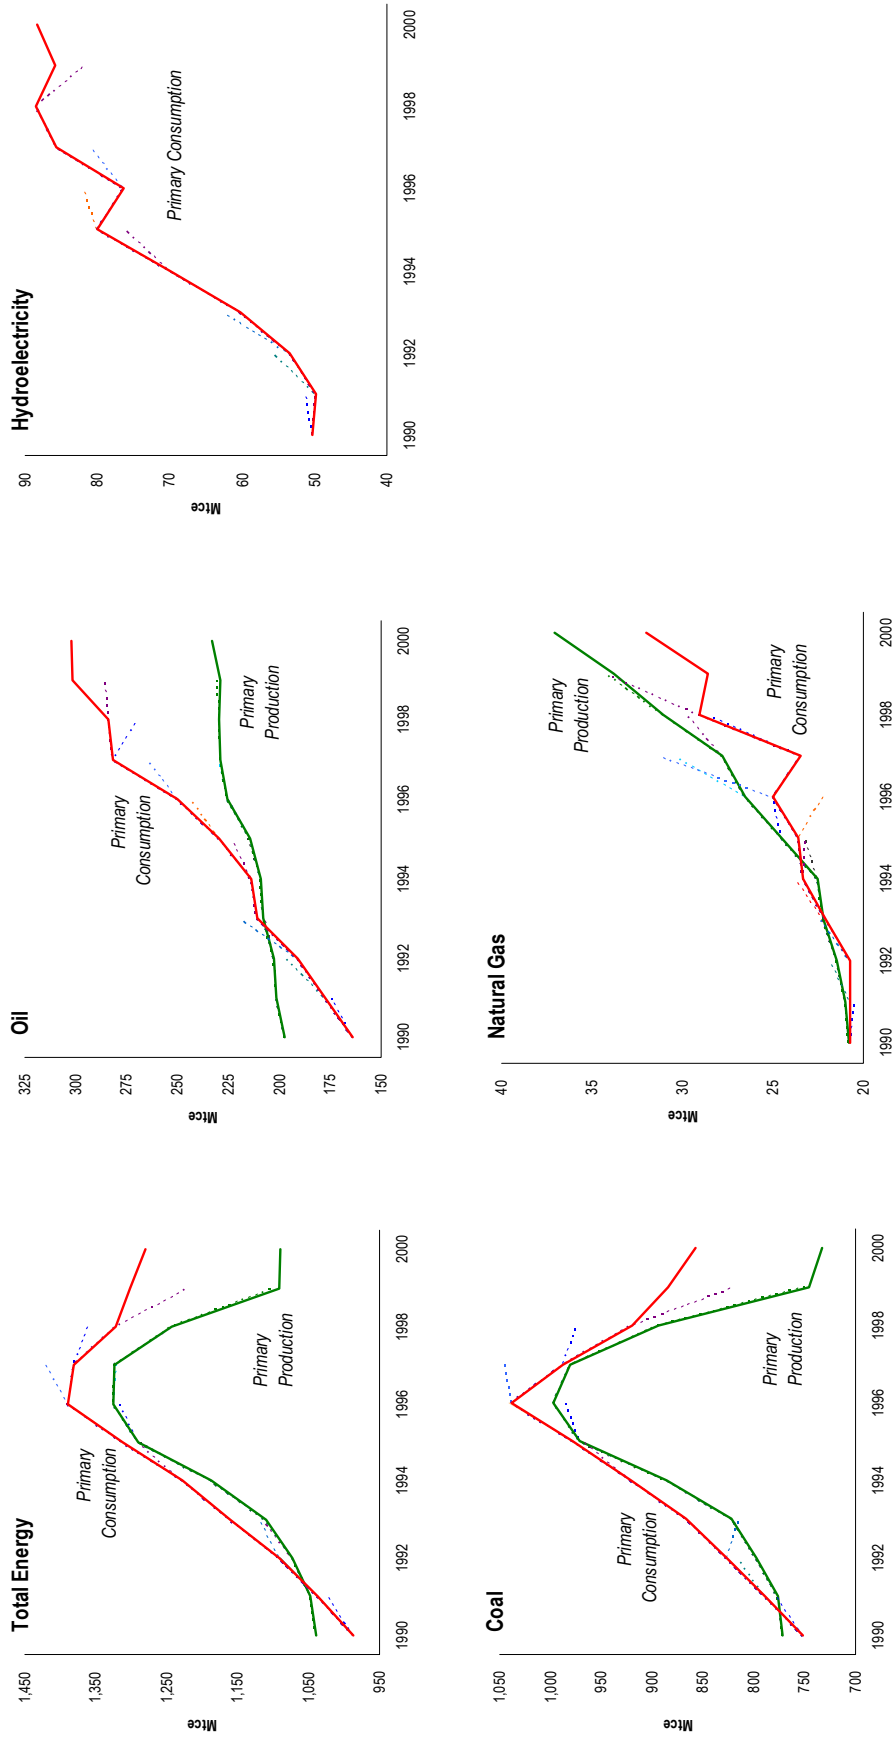 Total Energy
1,450
1,350
1,250
1,150
1,050
950
Mtce
Primary
Consumption
Primary
Production
1990
1992
1994
1996
1998
2000
Oil
325
300
275
250
225
200
175
150
Mtce
Primary
Consumption
Primary
Production
1990
1992
1994
1996
1998
2000
Hydroelectricity
90
80
70
60
50
40
Mtce
Primary Consumption
1990
1992
1994
1996
1998
2000
Coal
1,050
1,000
950
900
850
800
750
700
Mtce
Primary
Consumption
Primary
Production
1990
1992
1994
1996
1998
2000
Natural Gas
40
35
30
25
20
Mtce
Primary
Production
Primary
Consumption
1990
1992
1994
1996
1998
2000